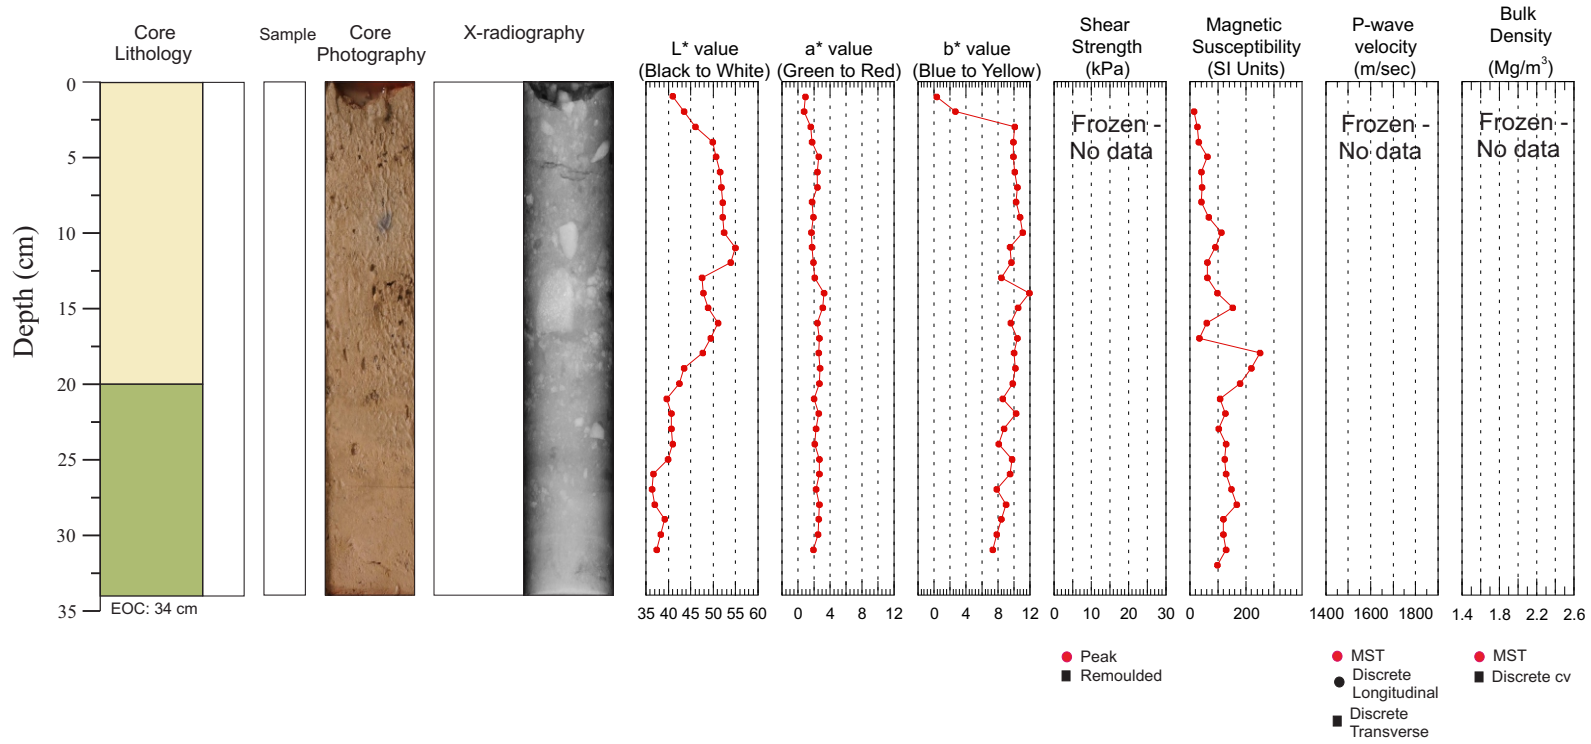 Core
Lithology
Sample
Core
Photography
X-radiography
L* value
(Black to White)
a* value
(Green to Red)
b* value
(Blue to Yellow)
Shear
Strength
(kPa)
Magnetic
Susceptibility
(SI Units)
P-wave
velocity
(m/sec)
Bulk
Density
(Mg/m³)
Depth (cm)
0
5
10
15
20
25
30
35
EOC: 34 cm
Frozen -
No data
Frozen -
No data
Frozen -
No data
35 40 45 50 55 60
0 4 8 12
0 4 8 12
0 10 20 30
0 200
1400 1600 1800
1.4 1.8 2.2 2.6
Peak
Remoulded
MST
Discrete
Longitudinal
Discrete
Transverse
MST
Discrete cv